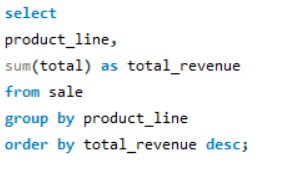 select
product_line,
sum(total) as total_revenue
from sale
group by product_line
order by total_revenue desc;